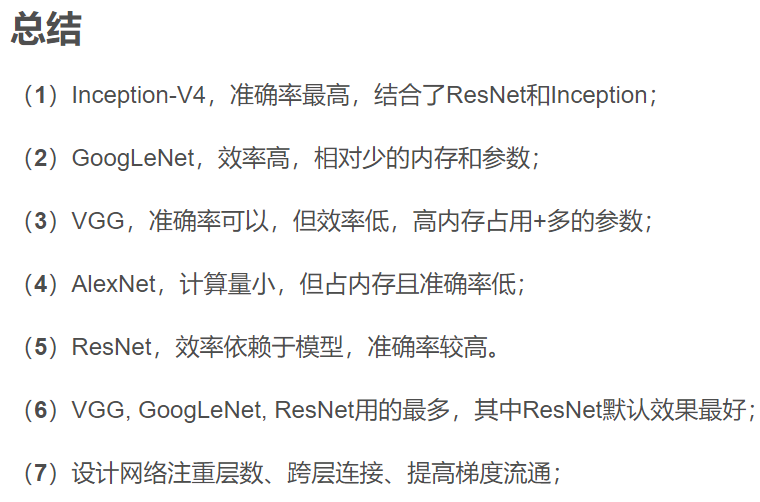 总结
（1）Inception-V4，准确率最高，结合了ResNet和Inception；
（2）GoogLeNet，效率高，相对少的内存和参数；
（3）VGG，准确率可以，但效率低，高内存占用+多的参数；
（4）AlexNet，计算量小，但占内存且准确率低；
（5）ResNet，效率依赖于模型，准确率较高。
（6）VGG, GoogLeNet, ResNet用的最多，其中ResNet默认效果最好；
（7）设计网络注重层数、跨层连接、提高梯度流通；